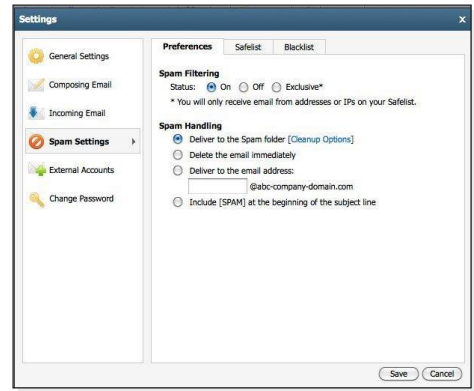 Settings
x
General Settings
Composing Email
Incoming Email
Spam Settings
External Accounts
Change Password
Preferences Safelist Blacklist
Spam Filtering
Status: On Off Exclusive*
* You will only receive email from addresses or IPs on your Safelist.
Spam Handling
Deliver to the Spam folder [Cleanup Options]
Delete the email immediately
Deliver to the email address:
@abc-company-domain.com
Include [SPAM] at the beginning of the subject line
Save Cancel